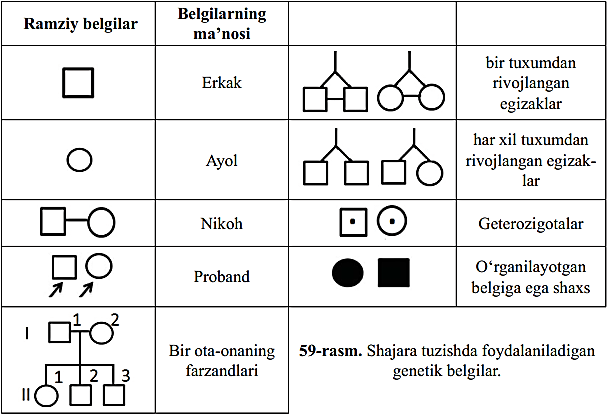 Ramziy belgilar
Belgilarning
ma’nosi
Erkak
bir tuxumdan
rivojlangan
egizaklar
Ayol
har xil tuxumdan
rivojlangan egizak-
lar
Nikoh
Geterozigotalar
Proband
O‘rganilayotgan
belgiga ega shaxs
I
1
2
II
1
2
3
Bir ota-onaning
farzandlari
59-rasm. Shajara tuzishda foydalaniladigan
genetik belgilar.